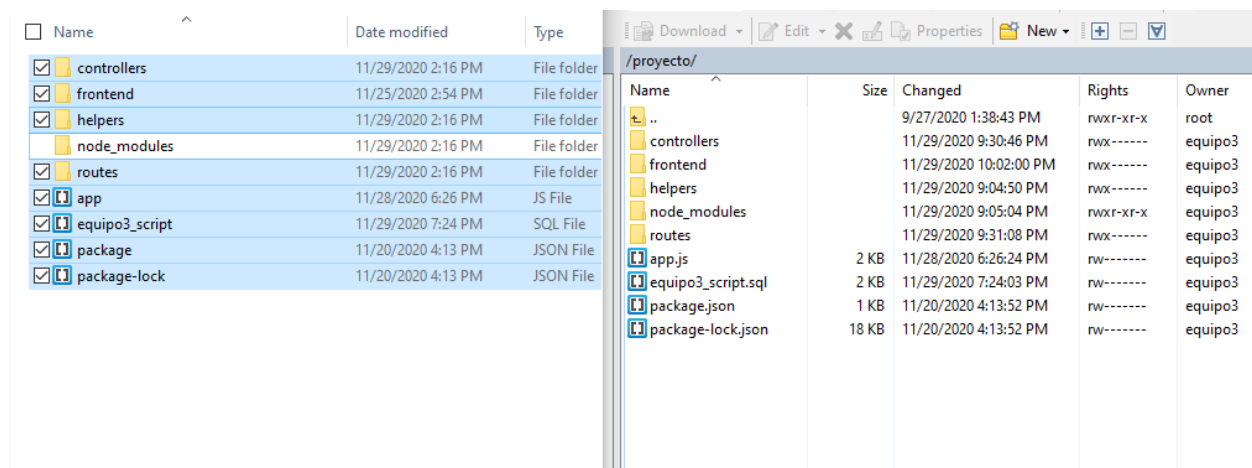 Name Date modified Type
controllers 11/29/2020 2:16 PM File folder
frontend 11/25/2020 2:54 PM File folder
helpers 11/29/2020 2:16 PM File folder
node_modules 11/29/2020 2:16 PM File folder
routes 11/29/2020 2:16 PM File folder
app 11/28/2020 6:26 PM JS File
equipo3_script 11/29/2020 7:24 PM SQL File
package 11/20/2020 4:13 PM JSON File
package-lock 11/20/2020 4:13 PM JSON File
Download Edit Properties New
/proyecto/
Name Size Changed Rights Owner
.. 9/27/2020 1:38:43 PM rwxr-xr-x root
controllers 11/29/2020 9:30:46 PM rwx------ equipo3
frontend 11/29/2020 10:02:00 PM rwx------ equipo3
helpers 11/29/2020 9:04:50 PM rwx------ equipo3
node_modules 11/29/2020 9:05:04 PM rwxr-xr-x equipo3
routes 11/29/2020 9:31:08 PM rwx------ equipo3
app.js 2 KB 11/28/2020 6:26:24 PM rw------- equipo3
equipo3_script.sql 2 KB 11/29/2020 7:24:03 PM rw------- equipo3
package.json 1 KB 11/20/2020 4:13:52 PM rw------- equipo3
package-lock.json 18 KB 11/20/2020 4:13:52 PM rw------- equipo3